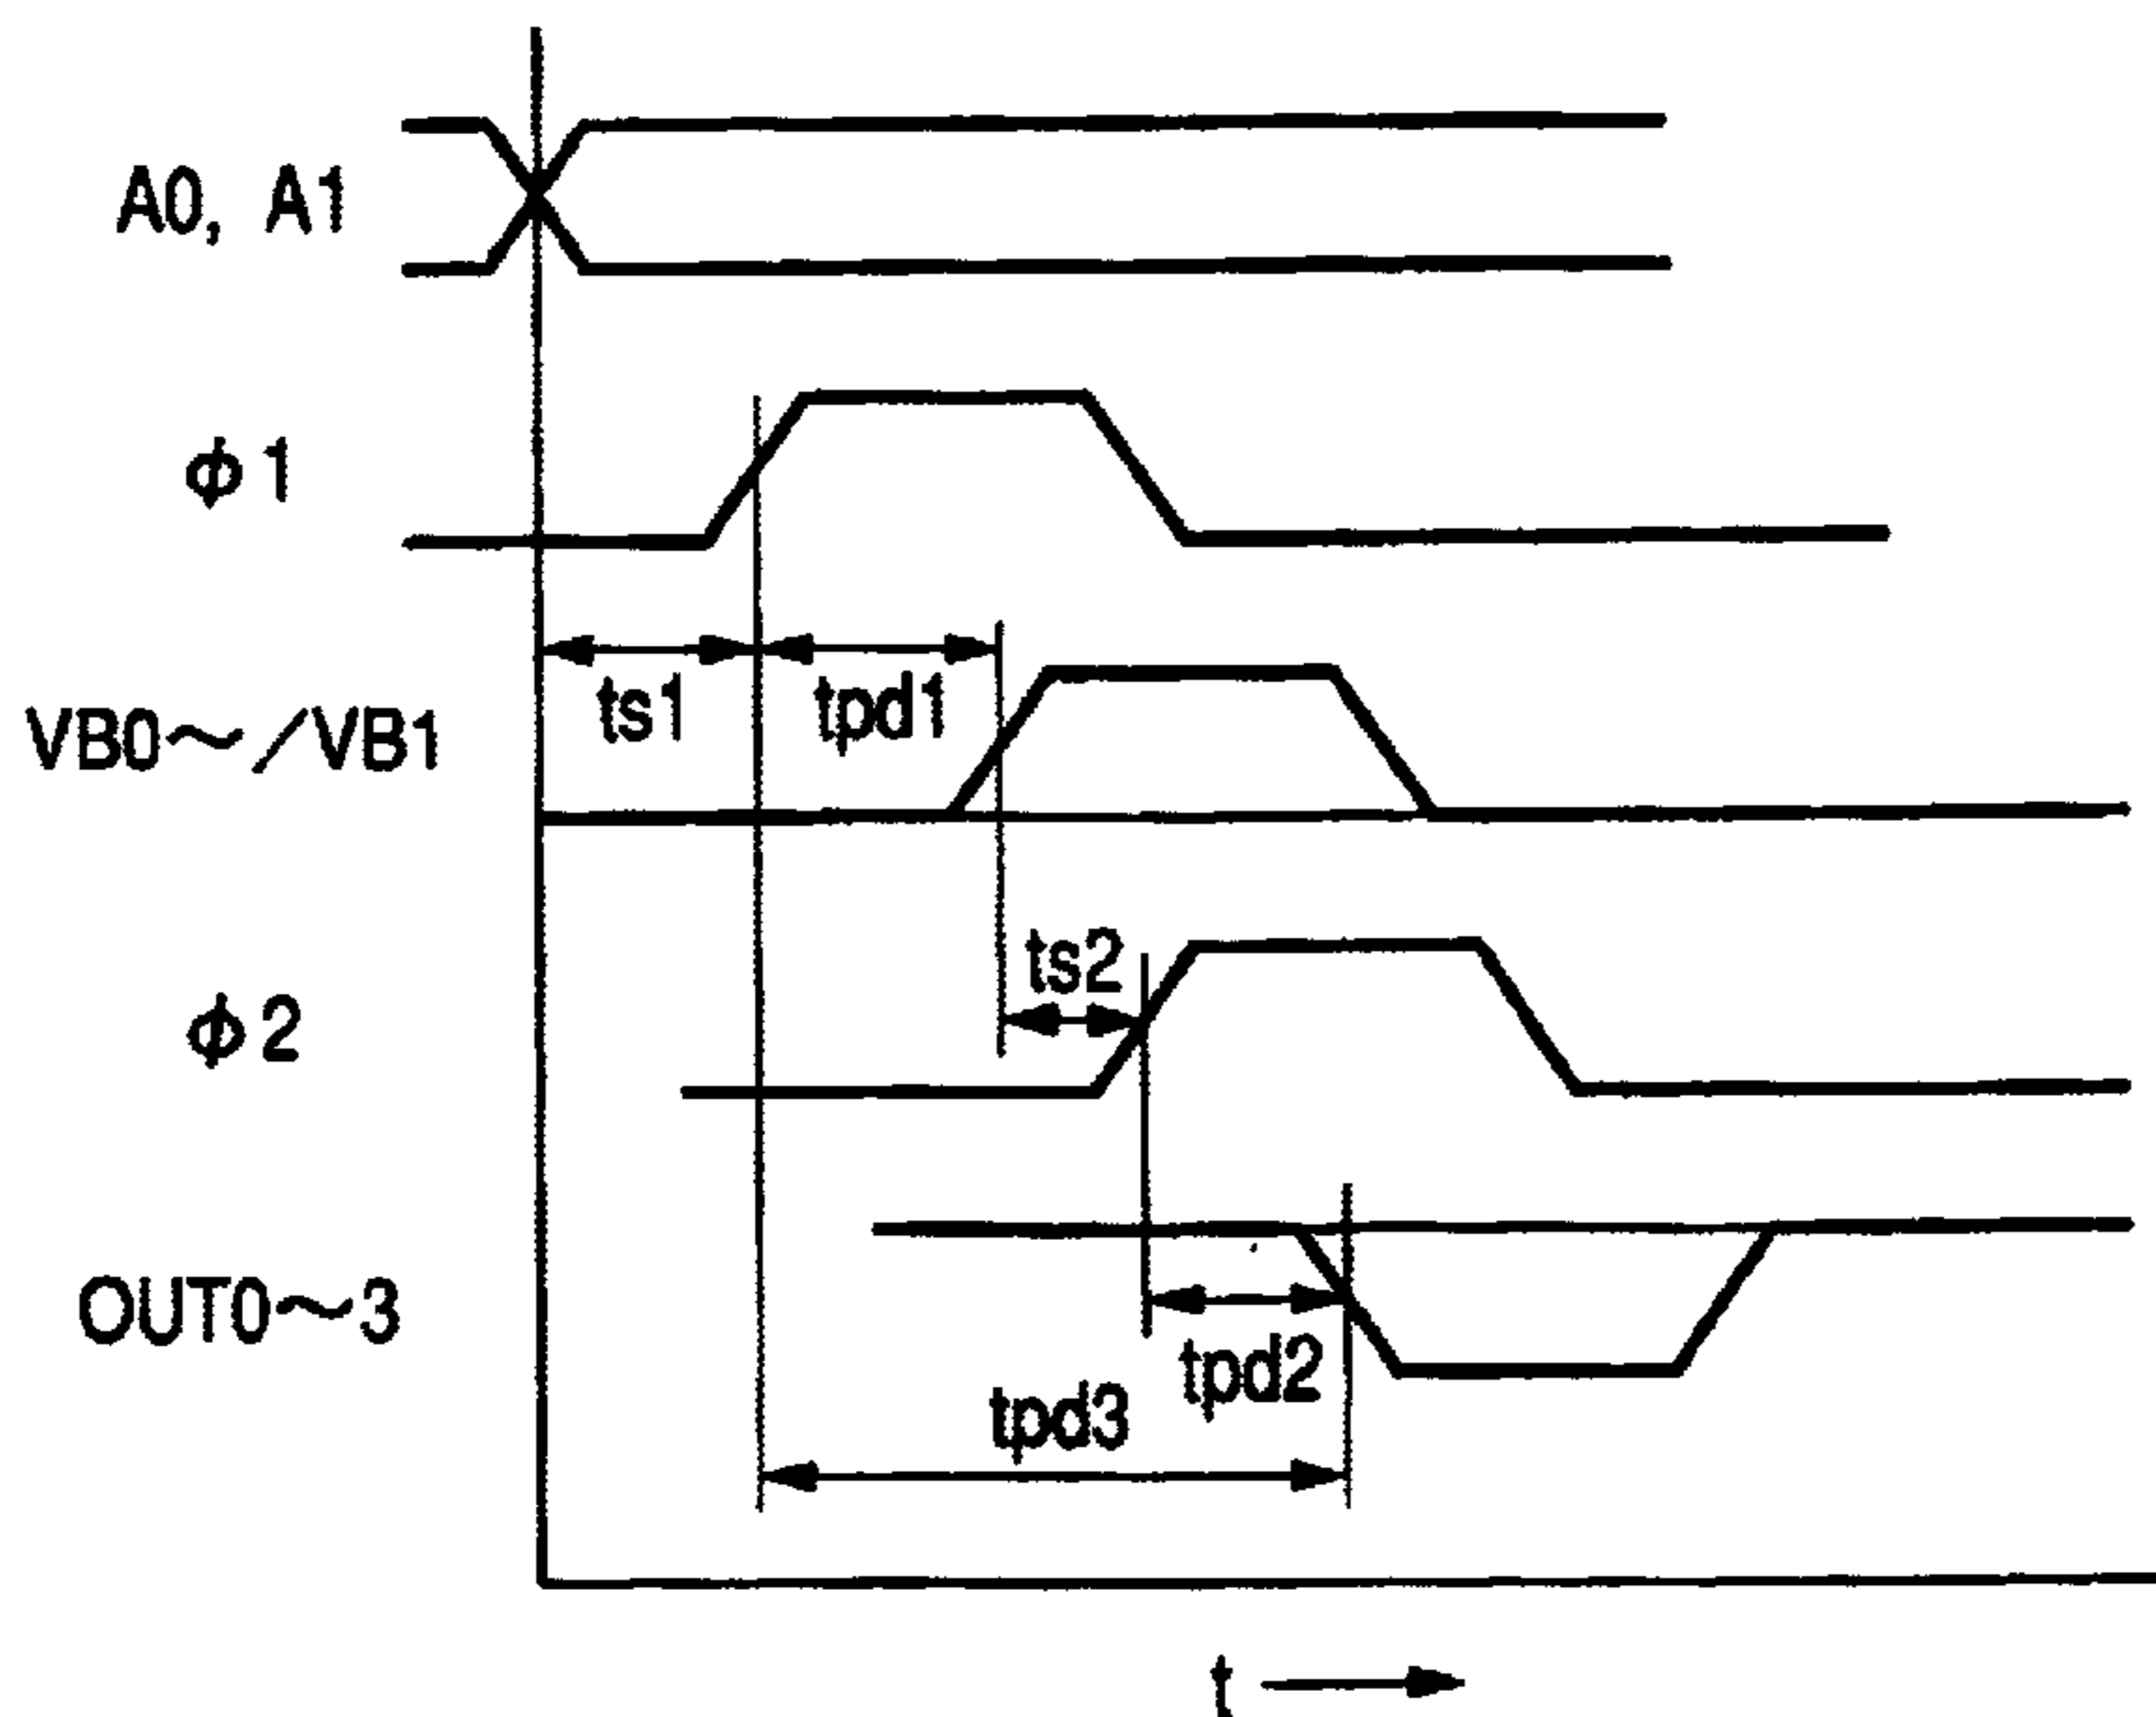 A0, A1
ϕ1
ts1
tpd1
VB0～／VB1
ts2
ϕ2
OUT0～3
tpd2
tpd3
t